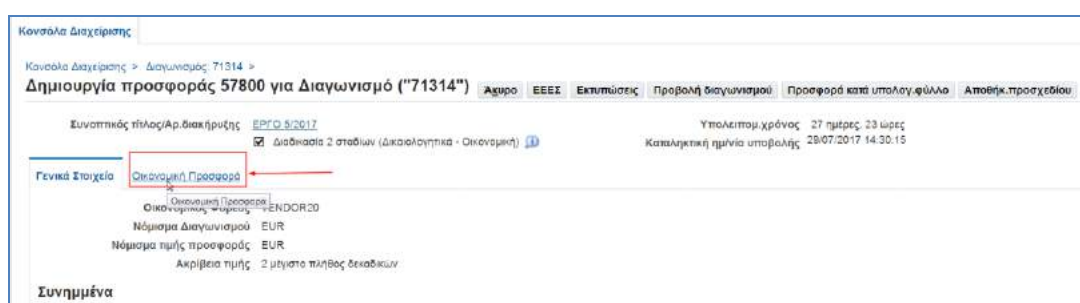 Κονσόλα Διαχείρισης
Κονσόλα Διαχείρισης > Διαγωνισμός: 71314 >
Δημιουργία προσφοράς 57800 για Διαγωνισμό ("71314") Άκυρο ΕΕΕΣ Εκτυπώσεις Προβολή διαγωνισμού Προσφορά κατά υπολογ.φύλλο Αποθήκ.προσχεδίου
Συνοπτικός τίτλος/Αρ.διακήρυξης ΕΡΓΟ 5/2017 Υπολειπομ.χρόνος 27 ημέρες, 23 ώρες
Διαδικασία 2 σταδίων (Δικαιολογητικά - Οικονομική) Καταληκτική ημ/νία υποβολής 29/07/2017 14:30:15
Γενικά Στοιχεία Οικονομική Προσφορά
Οικονομική Προσφορά
Οικονομικός Φορέας VENDOR20
Νόμισμα Διαγωνισμού EUR
Νόμισμα τιμής προσφοράς EUR
Ακρίβεια τιμής 2 μέγιστο πλήθος δεκαδικών
Συνημμένα